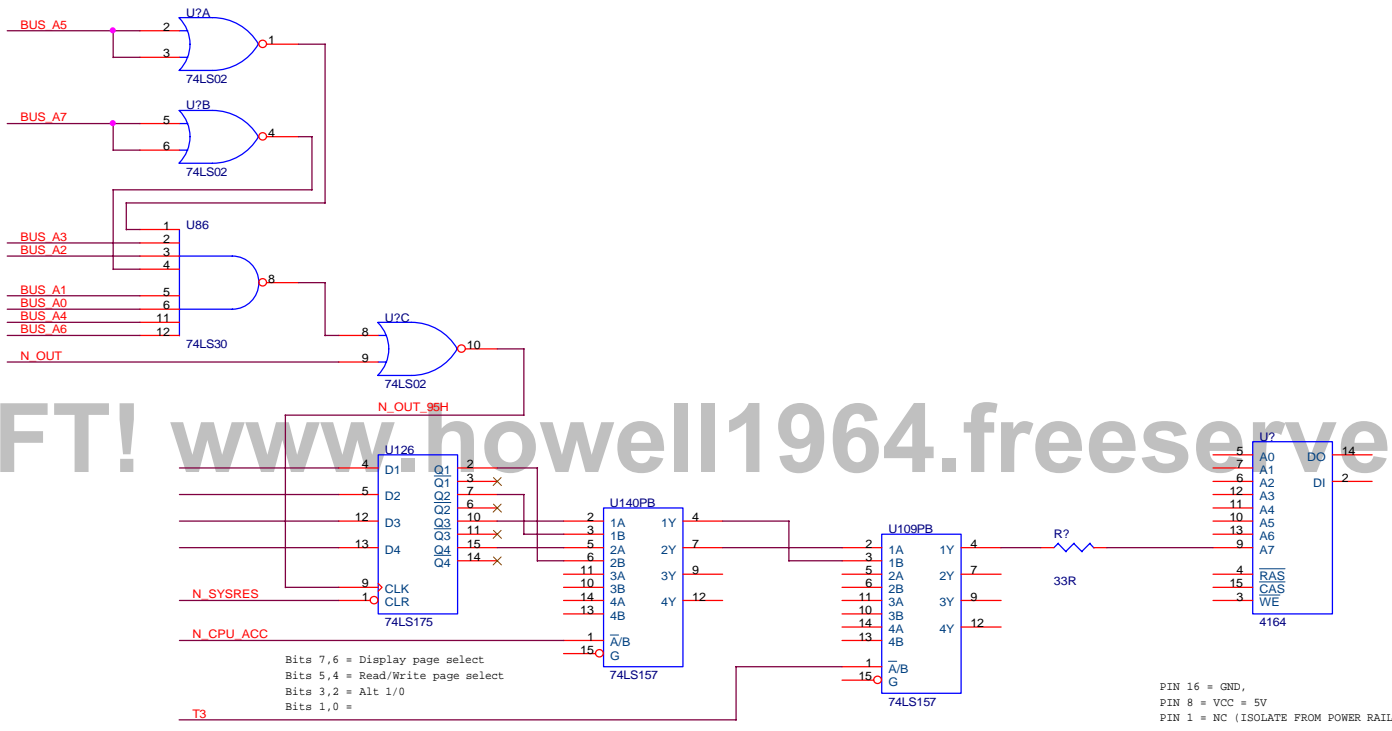 U?A
BUS_A5
2
3
1
74LS02
U?B
BUS_A7
5
6
4
74LS02
U86
1
BUS_A3
2
BUS_A2
3
4
8
BUS_A1
5
BUS_A0
6
BUS_A4
11
BUS_A6
12
74LS30
U?C
8
N_OUT
9
10
74LS02
N_OUT_95H
FT! www.howell1964.freeserve
U126
4 D1 Q1 2
Q1 3
5 D2 Q2 7
Q2 6
12 D3 Q3 10
Q3 11
13 D4 Q4 15
Q4 14
9 CLK
N_SYSRES
1 CLR
74LS175
U140PB
2 1A 1Y 4
3 1B
5 2A 2Y 7
6 2B
11 3A 3Y 9
10 3B
14 4A 4Y 12
13 4B
N_CPU_ACC
1 A/B
15 G
74LS157
U109PB
2 1A 1Y 4
3 1B
5 2A 2Y 7
6 2B
11 3A 3Y 9
10 3B
14 4A 4Y 12
13 4B
1 A/B
15 G
74LS157
R?
33R
U?
5 A0 DO 14
7 A1
6 A2 DI 2
12 A3
11 A4
10 A5
13 A6
9 A7
4 RAS
15 CAS
3 WE
4164
Bits 7,6 = Display page select
Bits 5,4 = Read/Write page select
Bits 3,2 = Alt 1/0
Bits 1,0 =
T3
PIN 16 = GND,
PIN 8 = VCC = 5V
PIN 1 = NC (ISOLATE FROM POWER RAIL